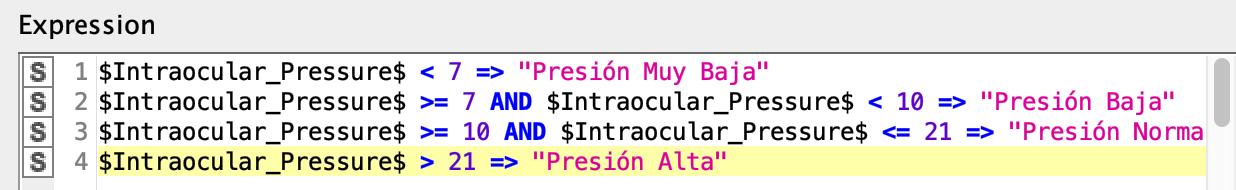 Expression
S 1 $Intraocular_Pressure$ < 7 => "Presión Muy Baja"
S 2 $Intraocular_Pressure$ >= 7 AND $Intraocular_Pressure$ < 10 => "Presión Baja"
S 3 $Intraocular_Pressure$ >= 10 AND $Intraocular_Pressure$ <= 21 => "Presión Norma
S 4 $Intraocular_Pressure$ > 21 => "Presión Alta"